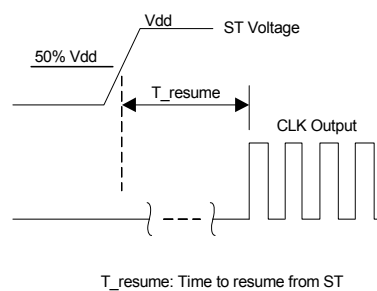 Vdd
ST Voltage
50% Vdd
T_resume
CLK Output
T_resume: Time to resume from ST